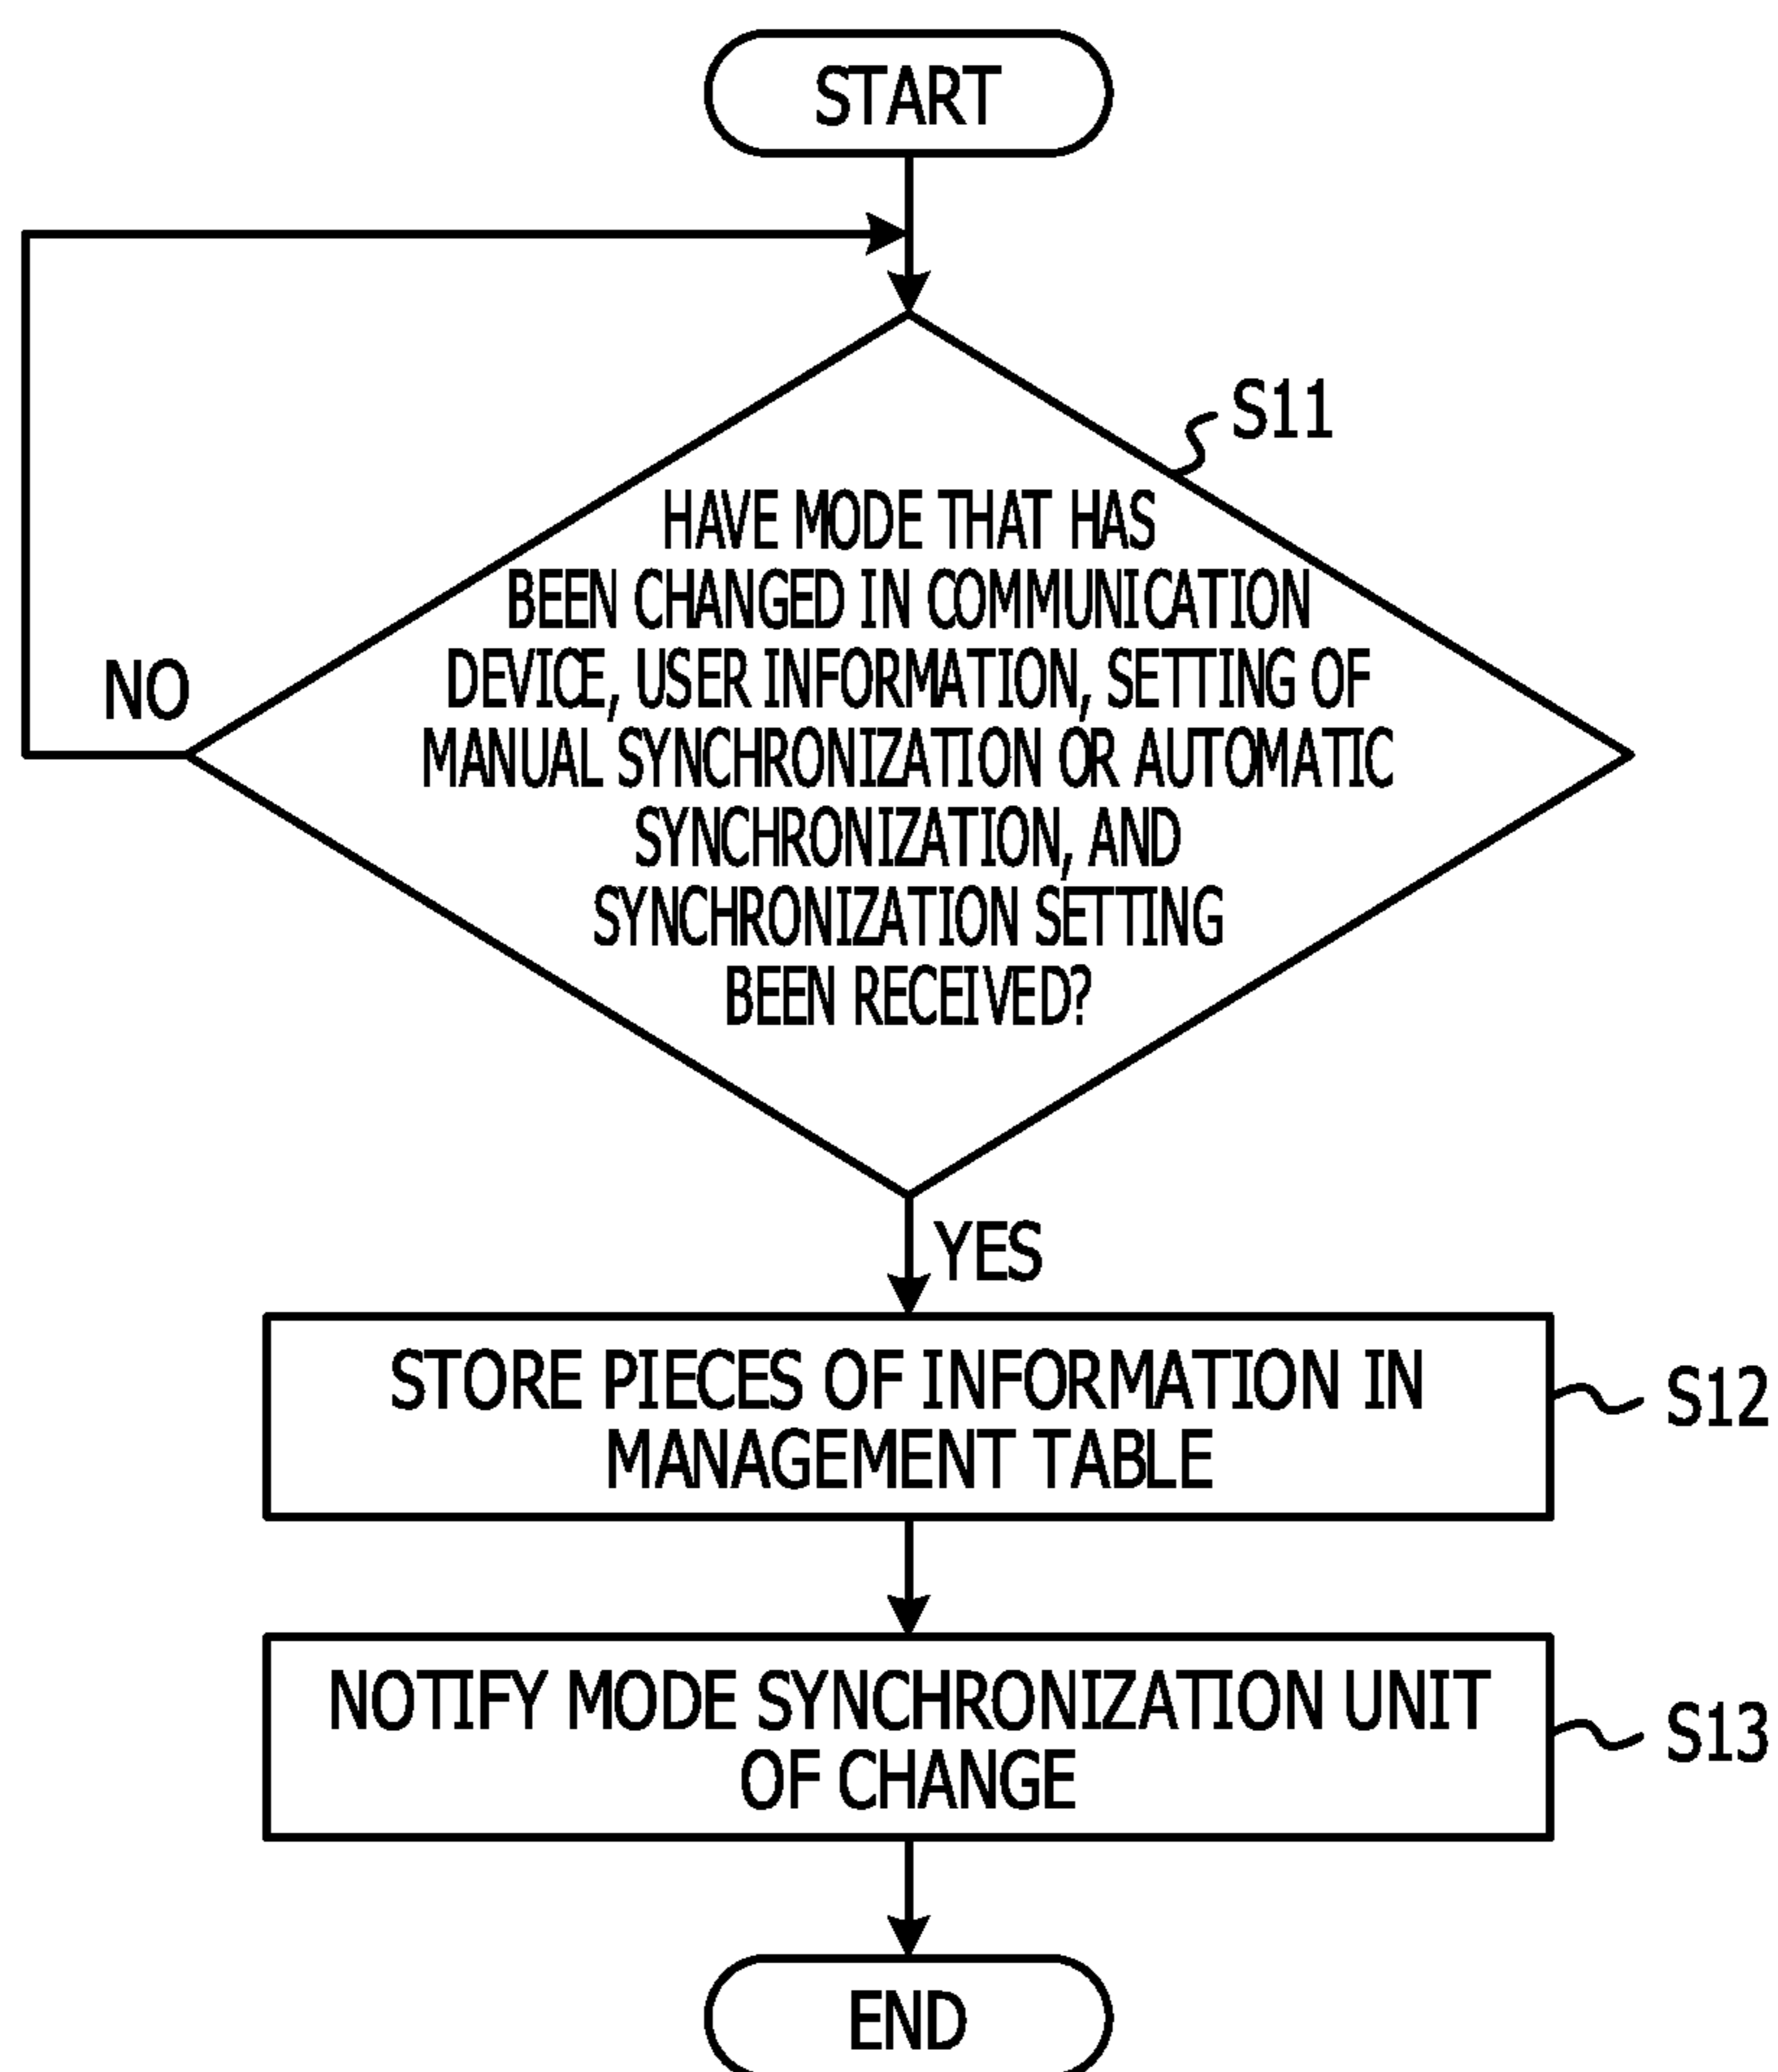 START
S11
HAVE MODE THAT HAS
BEEN CHANGED IN COMMUNICATION
DEVICE, USER INFORMATION, SETTING OF
MANUAL SYNCHRONIZATION OR AUTOMATIC
SYNCHRONIZATION, AND
SYNCHRONIZATION SETTING
BEEN RECEIVED?
NO
YES
STORE PIECES OF INFORMATION IN
MANAGEMENT TABLE
S12
NOTIFY MODE SYNCHRONIZATION UNIT
OF CHANGE
S13
END